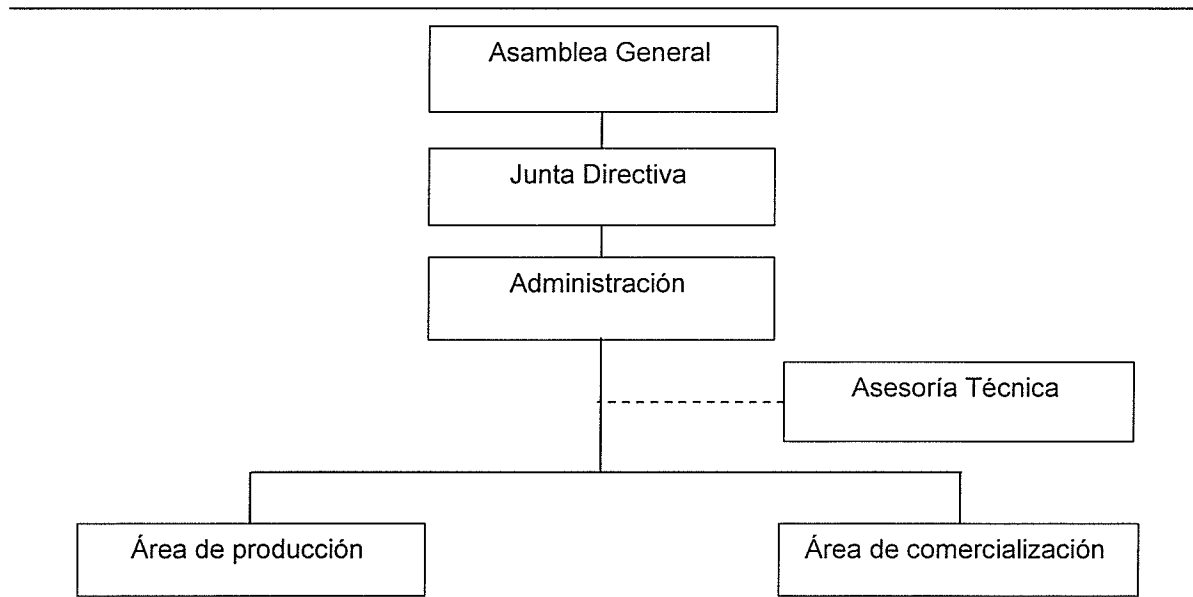 Asamblea General
Junta Directiva
Administración
Asesoría Técnica
Área de producción
Área de comercialización